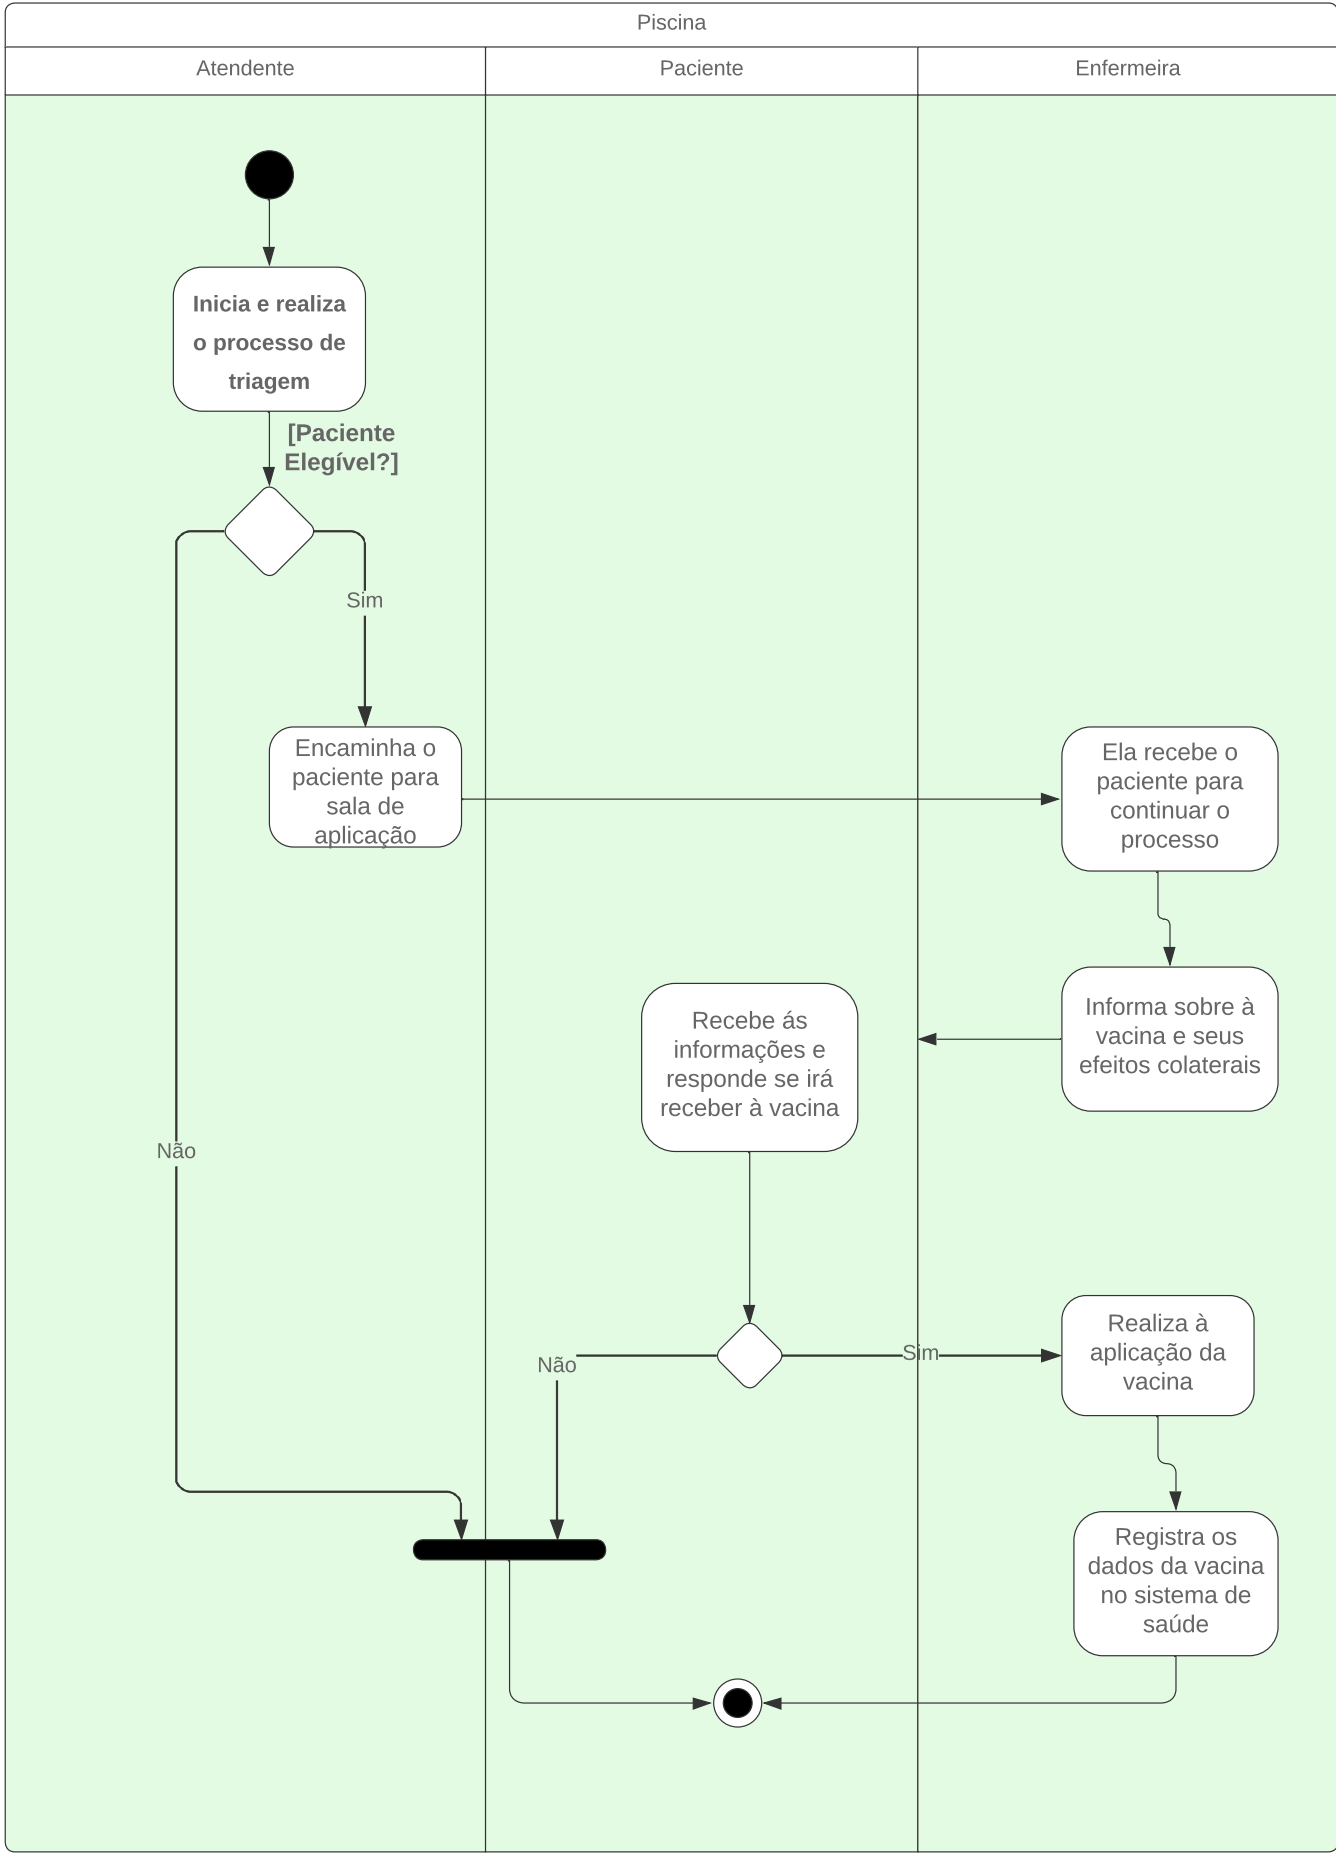 Piscina
Atendente
Paciente
Enfermeira
Inicia e realiza
o processo de
triagem
[Paciente
Elegível?]
Sim
Encaminha o
paciente para
sala de
aplicação
Ela recebe o
paciente para
continuar o
processo
Informa sobre à
vacina e seus
efeitos colaterais
Recebe ás
informações e
responde se irá
receber à vacina
Não
Não
Sim
Realiza à
aplicação da
vacina
Registra os
dados da vacina
no sistema de
saúde